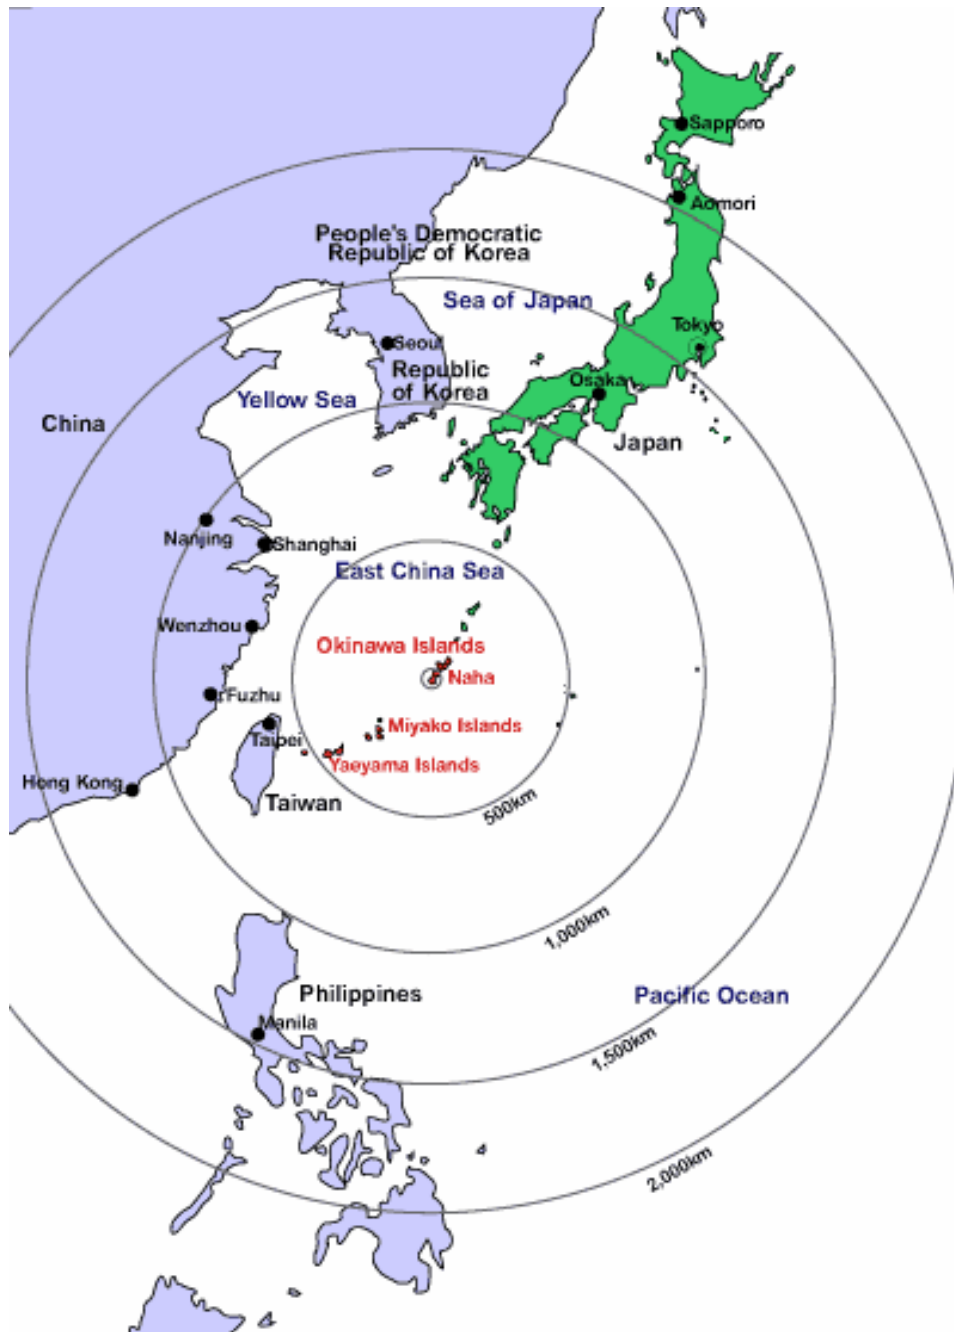 Sapporo
Aomori
People's Democratic
Republic of Korea
Sea of Japan
Tokyo
Seoul
Republic
of Korea
Osaka
Yellow Sea
China
Japan
Nanjing
Shanghai
East China Sea
Wenzhou
Okinawa Islands
Naha
Fuzhu
Miyako Islands
Taipei
Yaeyama Islands
Hong Kong
Taiwan
500km
1,000km
Philippines
Pacific Ocean
Manila
1,500km
2,000km